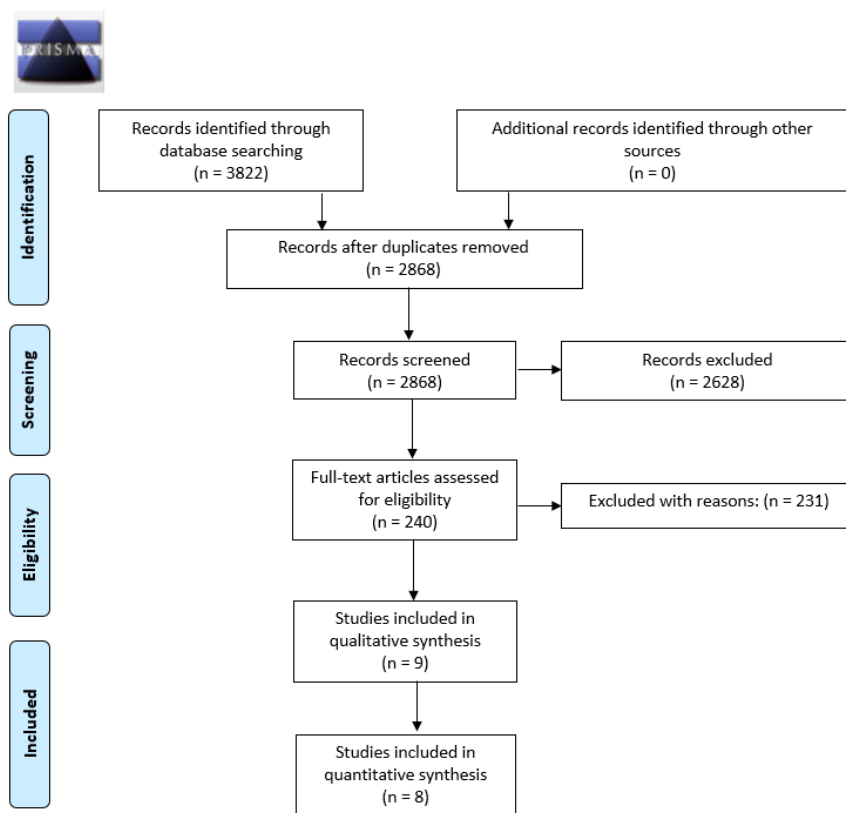 PRISMA
Identification
Records identified through
database searching
(n = 3822)
Additional records identified through other
sources
(n = 0)
Records after duplicates removed
(n = 2868)
Screening
Records screened
(n = 2868)
Records excluded
(n = 2628)
Eligibility
Full-text articles assessed
for eligibility
(n = 240)
Excluded with reasons: (n = 231)
Included
Studies included in
qualitative synthesis
(n = 9)
Studies included in
quantitative synthesis
(n = 8)